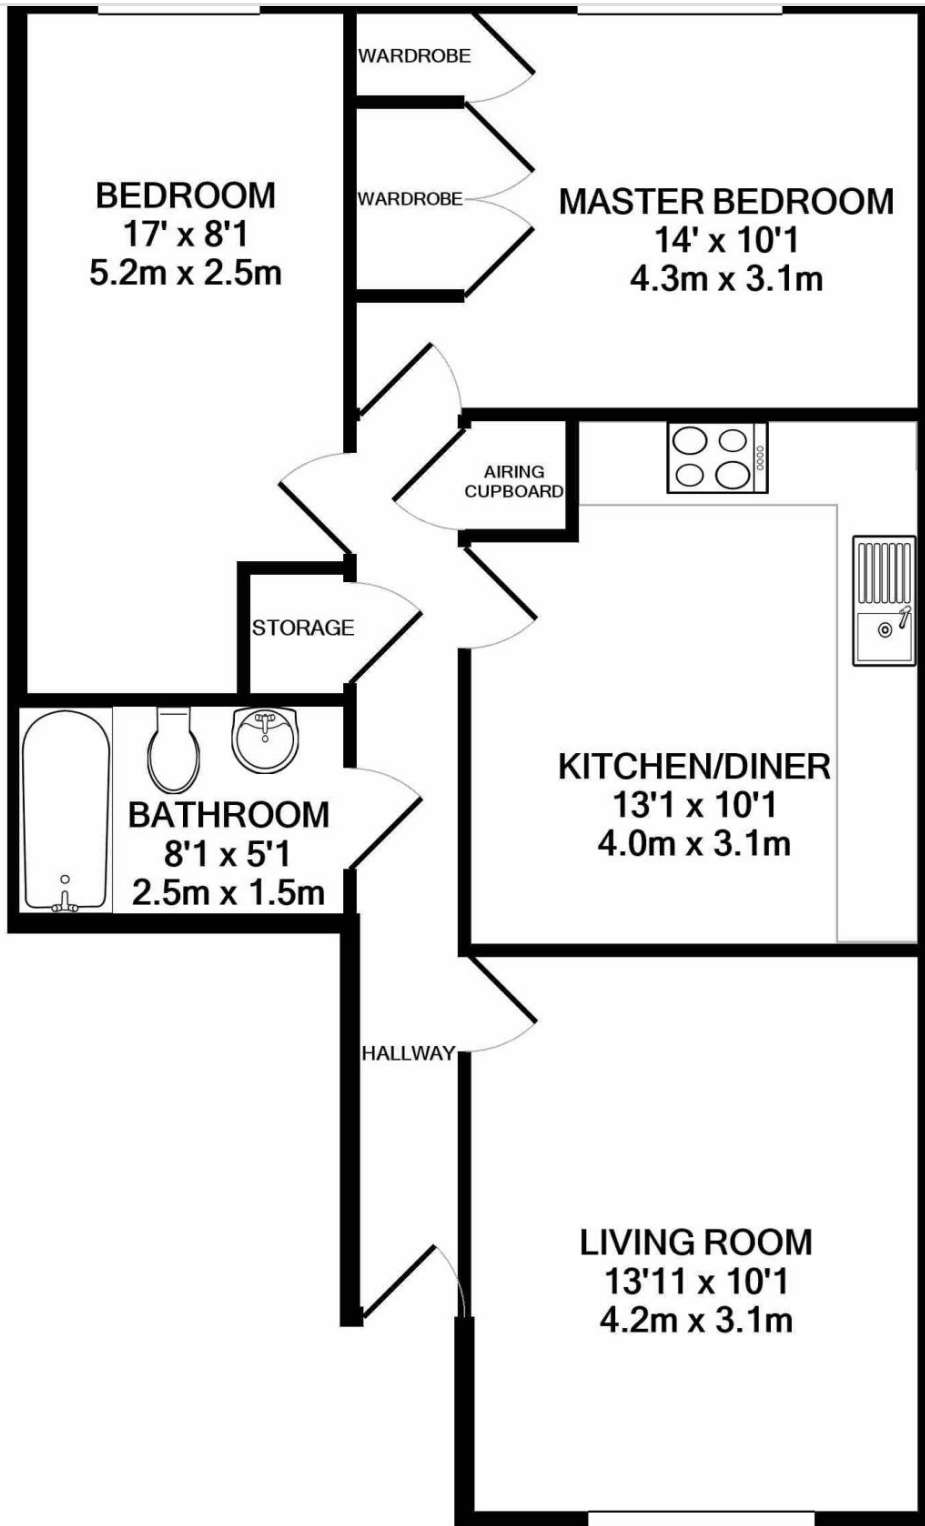 WARDROBE
BEDROOM
17' x 8'1
5.2m x 2.5m
WARDROBE
MASTER BEDROOM
14' x 10'1
4.3m x 3.1m
AIRING
CUPBOARD
STORAGE
KITCHEN/DINER
13'1 x 10'1
4.0m x 3.1m
BATHROOM
8'1 x 5'1
2.5m x 1.5m
HALLWAY
LIVING ROOM
13'11 x 10'1
4.2m x 3.1m